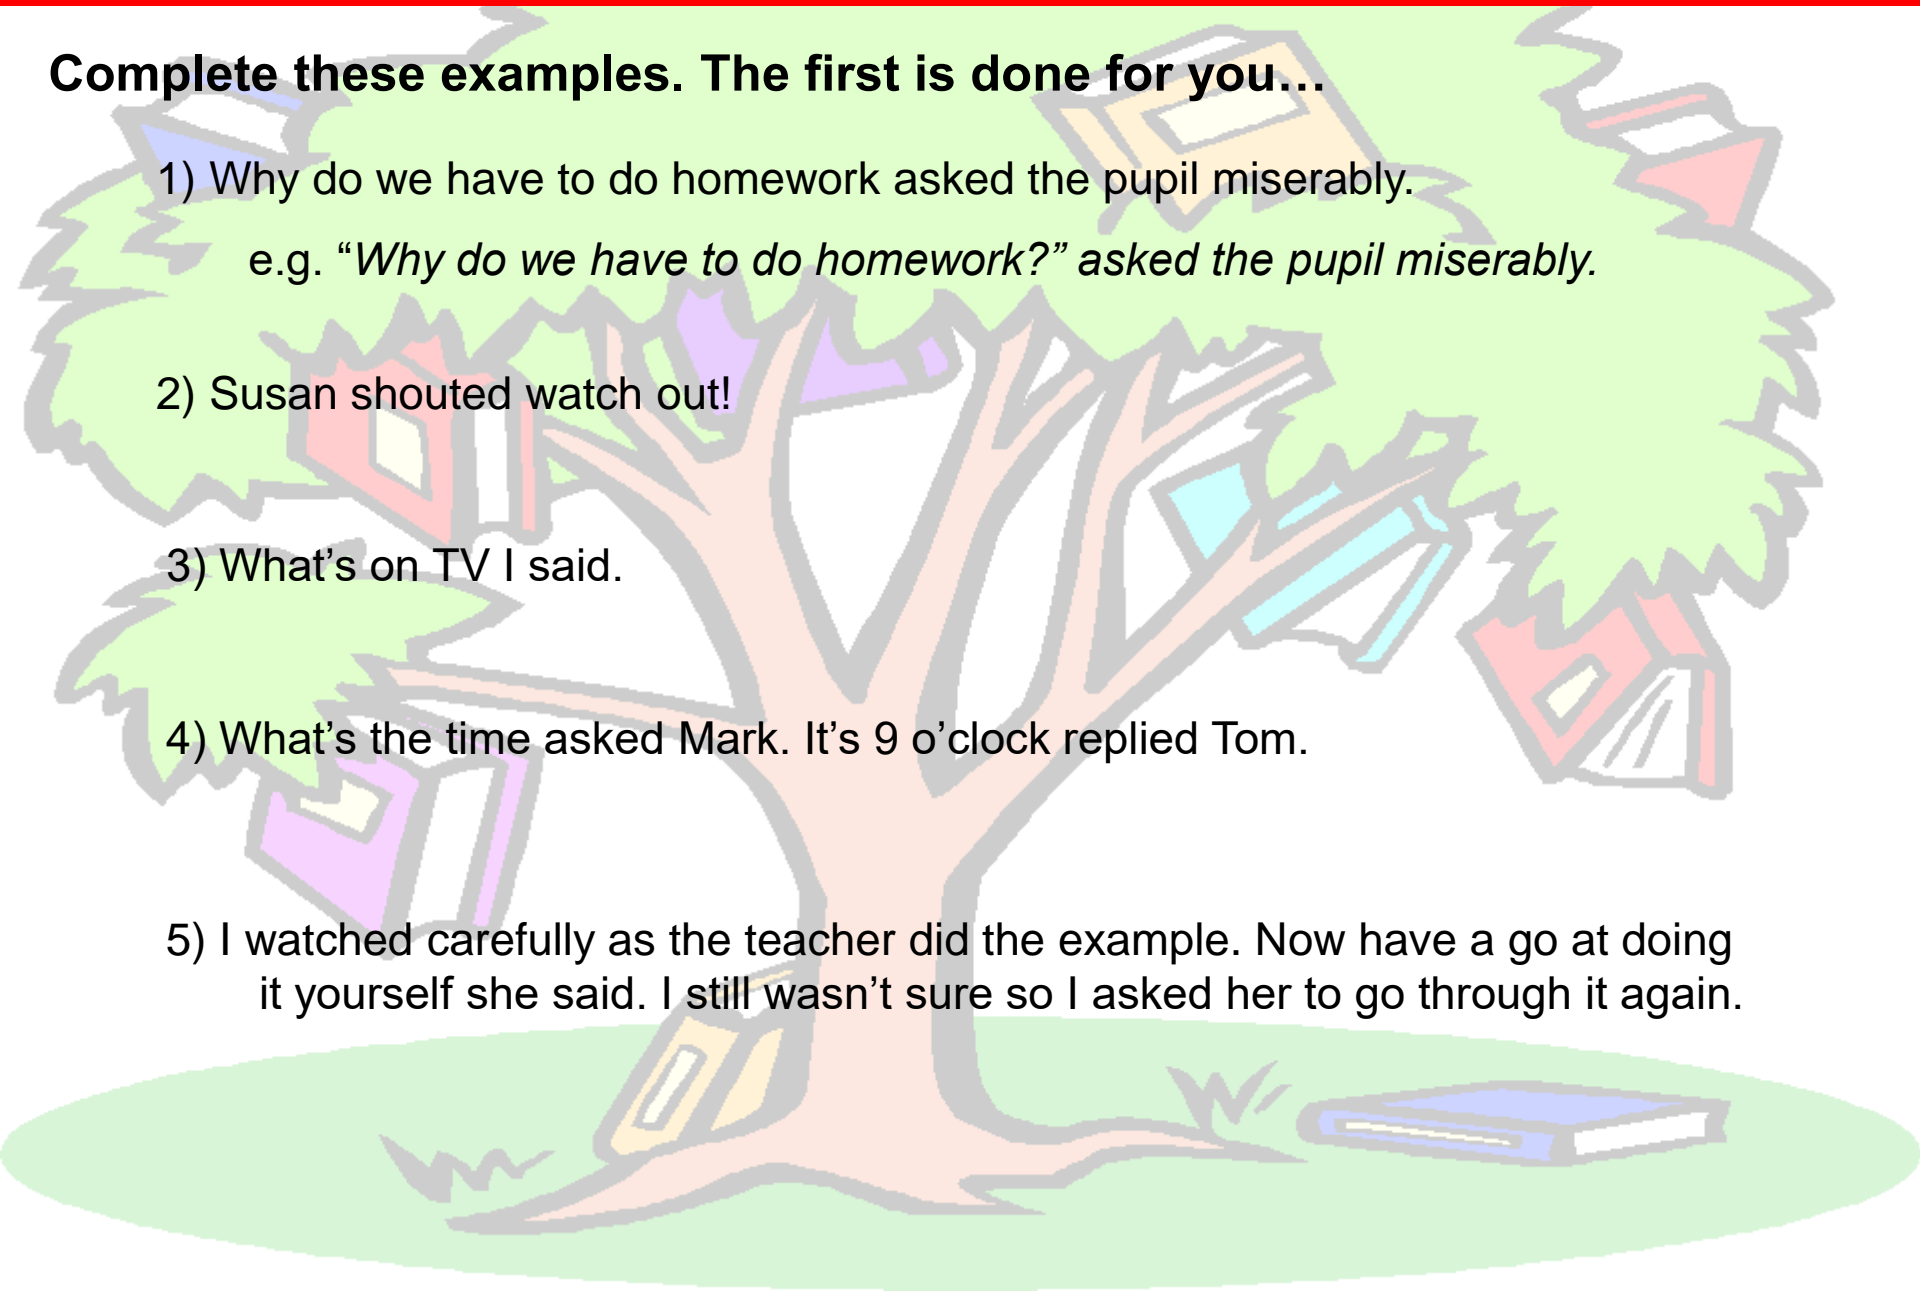 Complete these examples. The first is done for you…
1) Why do we have to do homework asked the pupil miserably.
e.g. “Why do we have to do homework?” asked the pupil miserably.
2) Susan shouted watch out!
3) What’s on TV I said.
4) What’s the time asked Mark. It’s 9 o’clock replied Tom.
5) I watched carefully as the teacher did the example. Now have a go at doing
it yourself she said. I still wasn’t sure so I asked her to go through it again.